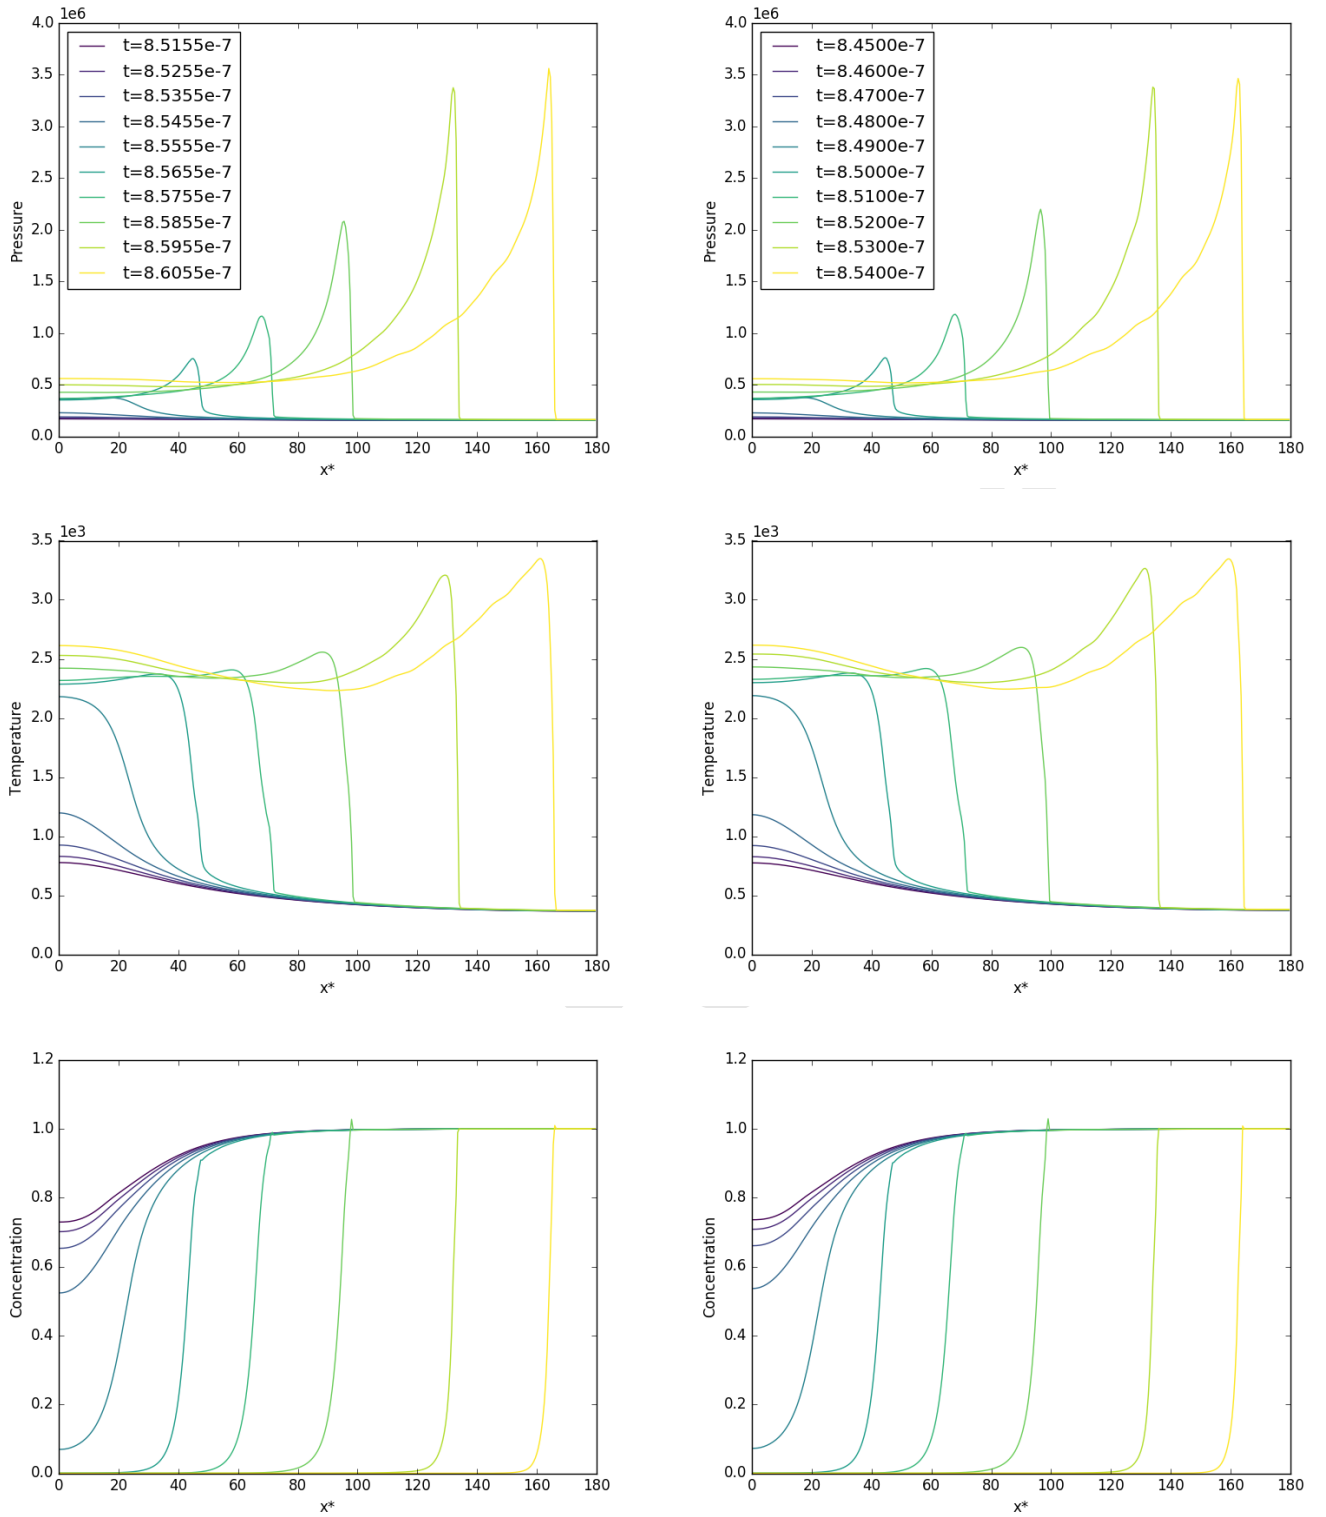 1e6
4.0
3.5
3.0
2.5
2.0
1.5
1.0
0.5
0.0
Pressure
t=8.5155e-7
t=8.5255e-7
t=8.5355e-7
t=8.5455e-7
t=8.5555e-7
t=8.5655e-7
t=8.5755e-7
t=8.5855e-7
t=8.5955e-7
t=8.6055e-7
0 20 40 60 80 100 120 140 160 180
x*
1e6
4.0
3.5
3.0
2.5
2.0
1.5
1.0
0.5
0.0
Pressure
t=8.4500e-7
t=8.4600e-7
t=8.4700e-7
t=8.4800e-7
t=8.4900e-7
t=8.5000e-7
t=8.5100e-7
t=8.5200e-7
t=8.5300e-7
t=8.5400e-7
0 20 40 60 80 100 120 140 160 180
x*
1e3
3.5
3.0
2.5
2.0
1.5
1.0
0.5
0.0
Temperature
0 20 40 60 80 100 120 140 160 180
x*
1e3
3.5
3.0
2.5
2.0
1.5
1.0
0.5
0.0
Temperature
0 20 40 60 80 100 120 140 160 180
x*
1.2
1.0
0.8
0.6
0.4
0.2
0.0
Concentration
0 20 40 60 80 100 120 140 160 180
x*
1.2
1.0
0.8
0.6
0.4
0.2
0.0
Concentration
0 20 40 60 80 100 120 140 160 180
x*